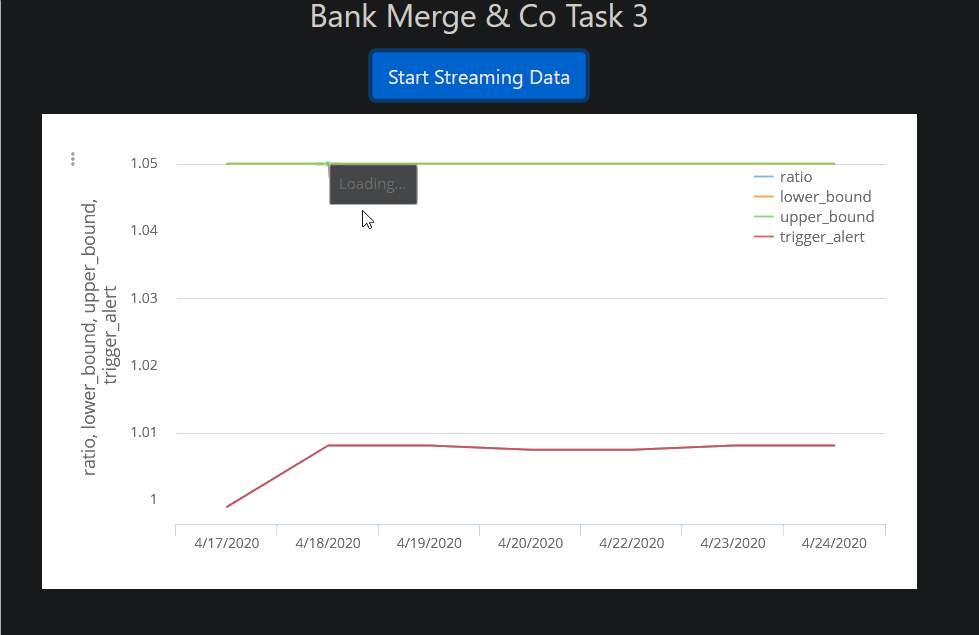 Bank Merge & Co Task 3
Start Streaming Data
1.05
1.04
1.03
1.02
1.01
1
ratio, lower_bound, upper_bound,
trigger_alert
Loading...
ratio
lower_bound
upper_bound
trigger_alert
4/17/2020
4/18/2020
4/19/2020
4/20/2020
4/22/2020
4/23/2020
4/24/2020